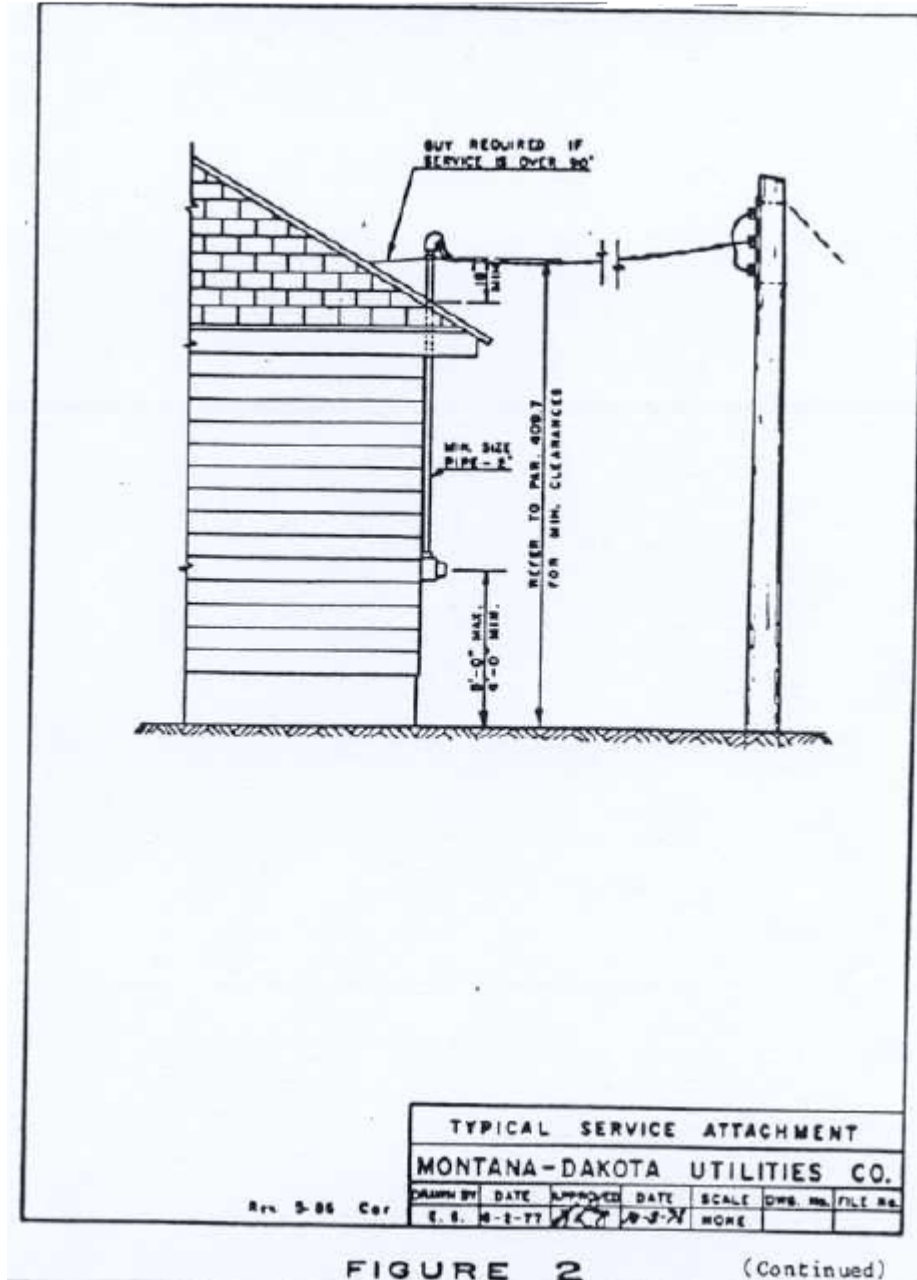 GUY REQUIRED IF
SERVICE IS OVER 90'
18"
MIN.
MIN. SIZE
PIPE - 2"
REFER TO PAR. 409.7
FOR MIN. CLEARANCES
MAX.
4'-0" MIN.
TYPICAL SERVICE ATTACHMENT
MONTANA-DAKOTA UTILITIES CO.
DRAWN BY DATE APPROVED DATE SCALE DWG. No. FILE No.
NONE
Rev. 5-86
FIGURE 2
(Continued)